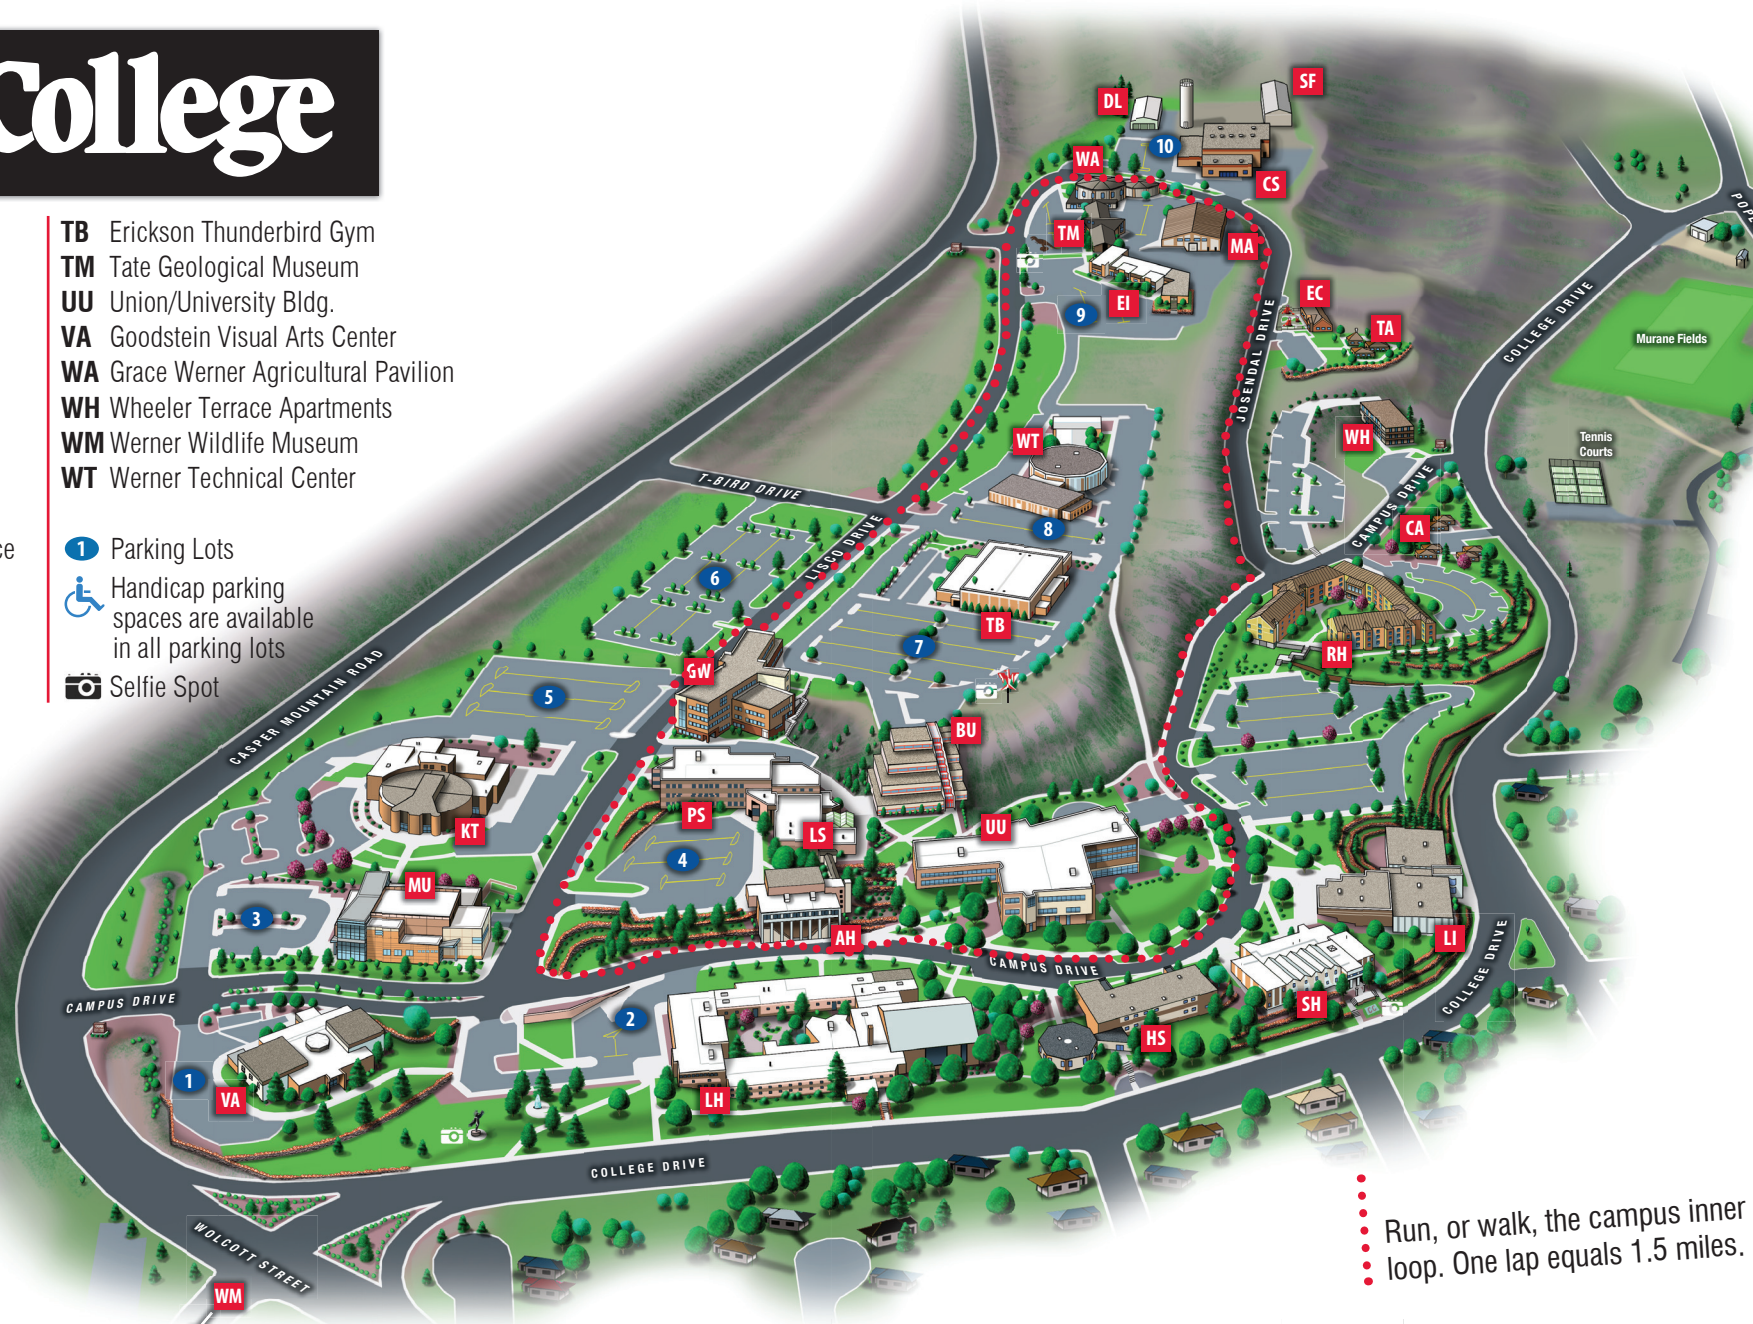 College
TB Erickson Thunderbird Gym
TM Tate Geological Museum
UU Union/University Bldg.
VA Goodstein Visual Arts Center
WA Grace Werner Agricultural Pavilion
WH Wheeler Terrace Apartments
WM Werner Wildlife Museum
WT Werner Technical Center
ce
1 Parking Lots
Handicap parking
spaces are available
in all parking lots
Selfie Spot
SF
DL
10
WA
CS
TM
MA
EI
9
EC
TA
JOSENDAL DRIVE
COLLEGE DRIVE
POPL
Murane Fields
Tennis
Courts
WH
CAMPUS DRIVE
CA
WT
8
T-BIRD DRIVE
LISCO DRIVE
6
TB
7
RH
GW
5
CASPER MOUNTAIN ROAD
BU
KT
PS
LS
UU
4
MU
3
AH
CAMPUS DRIVE
LI
COLLEGE DRIVE
SH
HS
CAMPUS DRIVE
2
1
VA
LH
COLLEGE DRIVE
WOLCOTT STREET
WM
Run, or walk, the campus inner
loop. One lap equals 1.5 miles.